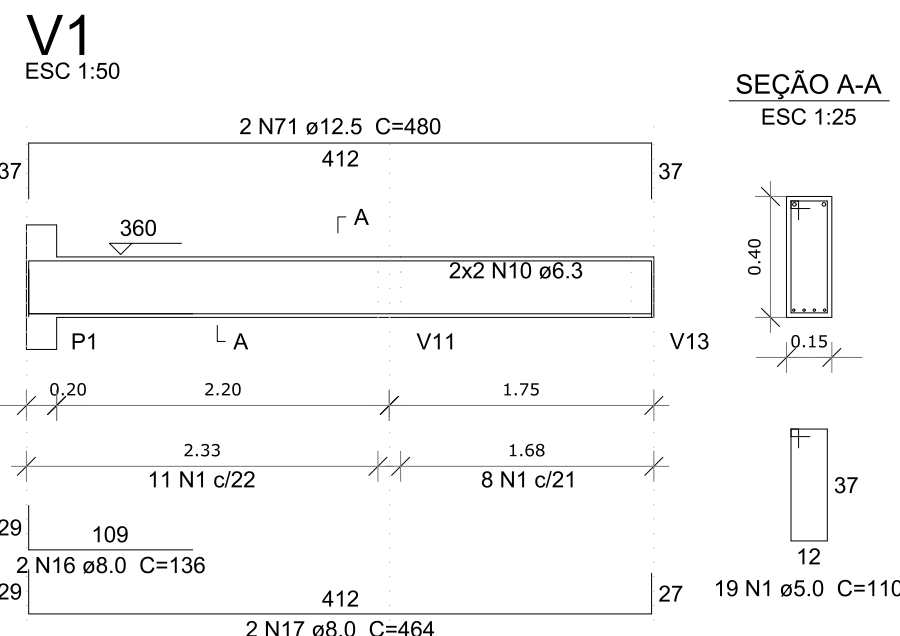 V1
ESC 1:50
SEÇÃO A-A
ESC 1:25
2 N71 ø12.5 C=480
412
37
37
A
360
2x2 N10 ø6.3
0.40
P1
A
V11
V13
0.15
0.20
2.20
1.75
2.33
1.68
11 N1 c/22
8 N1 c/21
37
29
109
2 N16 ø8.0 C=136
12
19 N1 ø5.0 C=110
29
412
27
2 N17 ø8.0 C=464